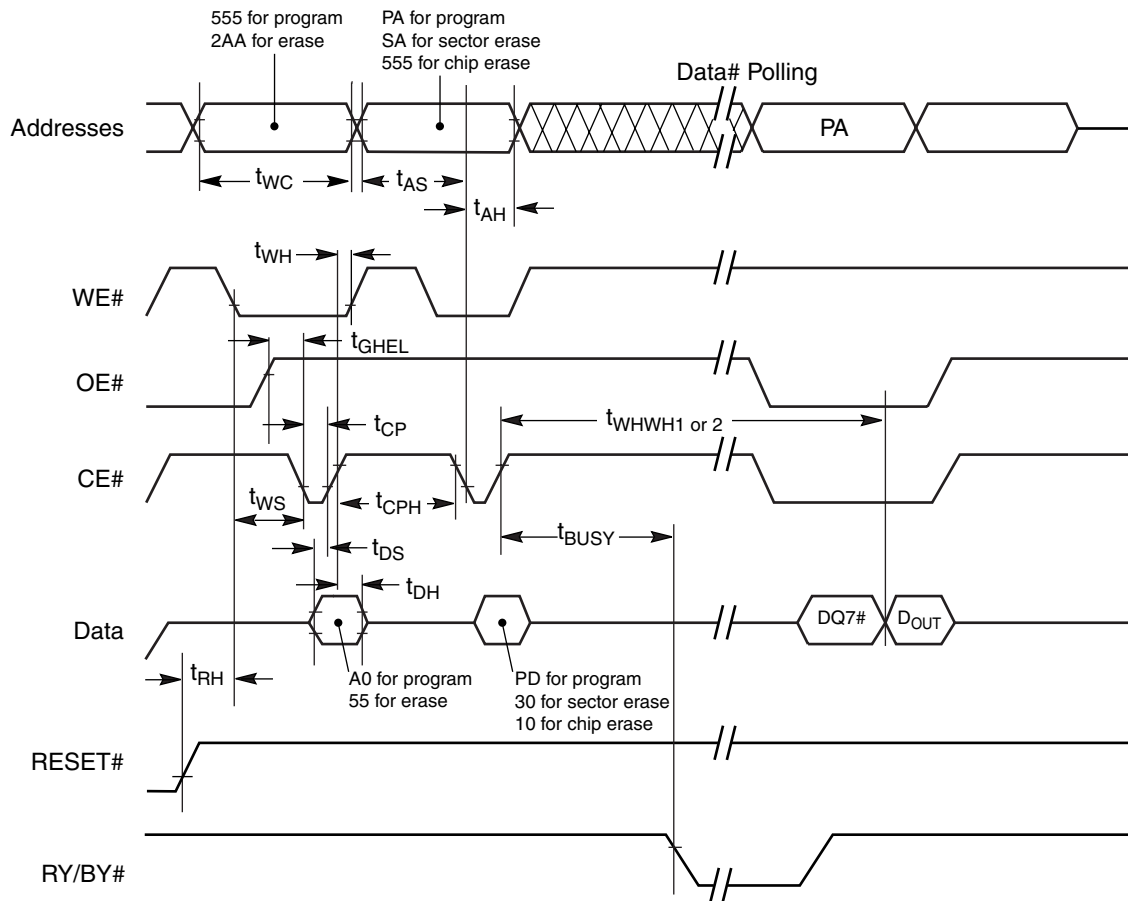 555 for program
2AA for erase
PA for program
SA for sector erase
555 for chip erase
Data# Polling
Addresses
PA
tWC
tAS
tAH
tWH
WE#
tGHEL
OE#
tCP
tWHWH1 or 2
CE#
tWS
tCPH
tBUSY
tDS
tDH
Data
DQ7#
DOUT
tRH
A0 for program
55 for erase
PD for program
30 for sector erase
10 for chip erase
RESET#
RY/BY#